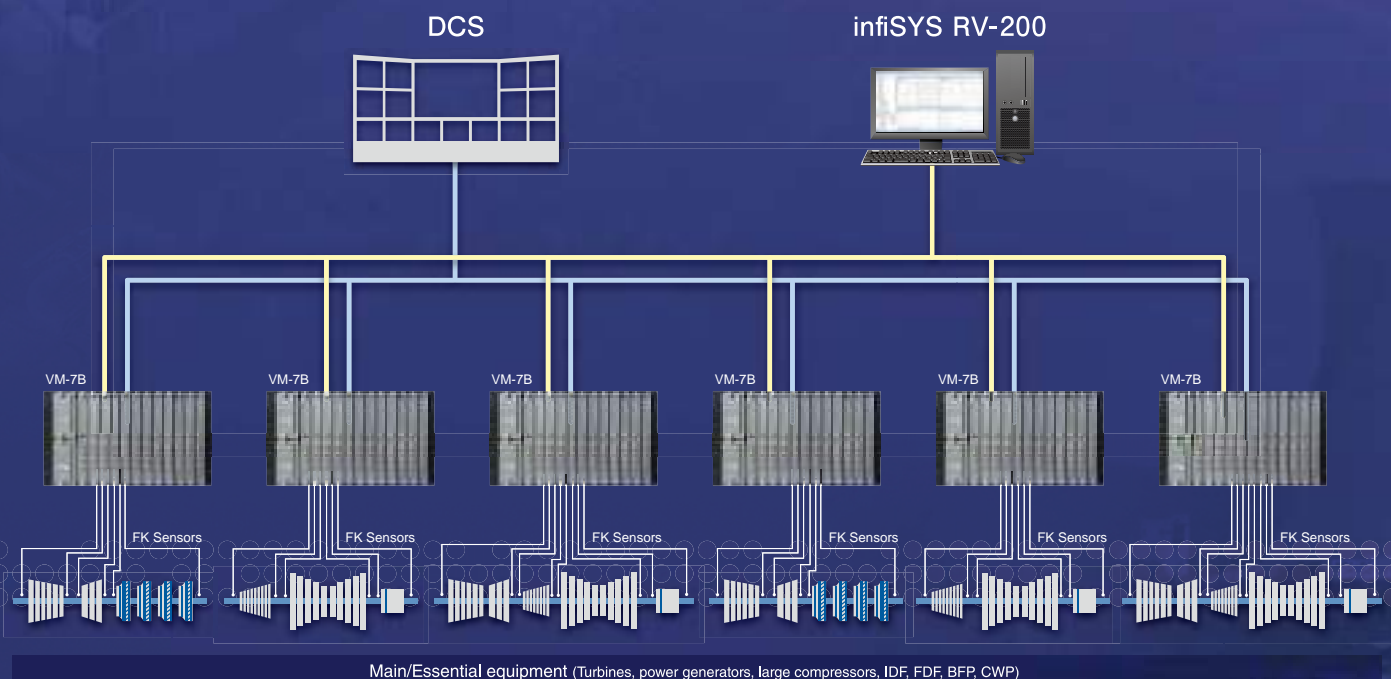 DCS
infiSYS RV-200
VM-7B
VM-7B
VM-7B
VM-7B
VM-7B
VM-7B
FK Sensors
FK Sensors
FK Sensors
FK Sensors
FK Sensors
FK Sensors
Main/Essential equipment (Turbines, power generators, large compressors, IDF, FDF, BFP, CWP)